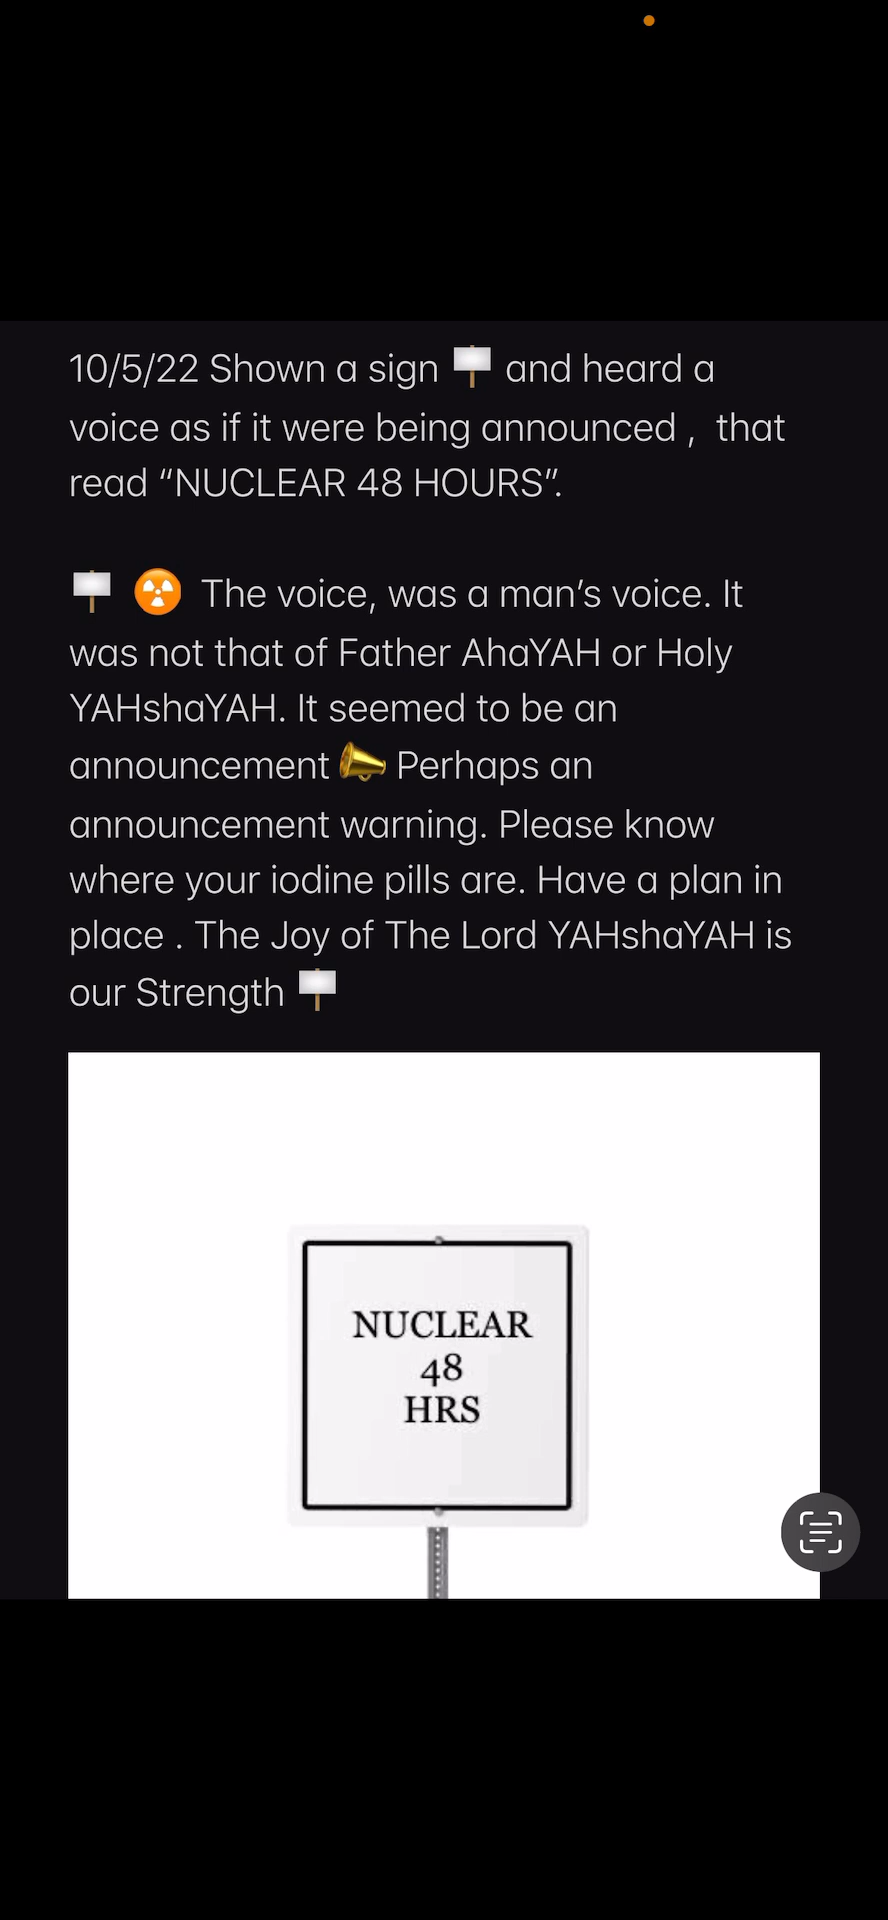 10/5/22 Shown a sign 🪧 and heard a
voice as if it were being announced ,  that
read “NUCLEAR 48 HOURS”.
🪧 ☢️ The voice, was a man’s voice. It
was not that of Father AhaYAH or Holy
YAHshaYAH. It seemed to be an
announcement 📣 Perhaps an
announcement warning. Please know
where your iodine pills are. Have a plan in
place . The Joy of The Lord YAHshaYAH is
our Strength 🪧
NUCLEAR
48
HRS